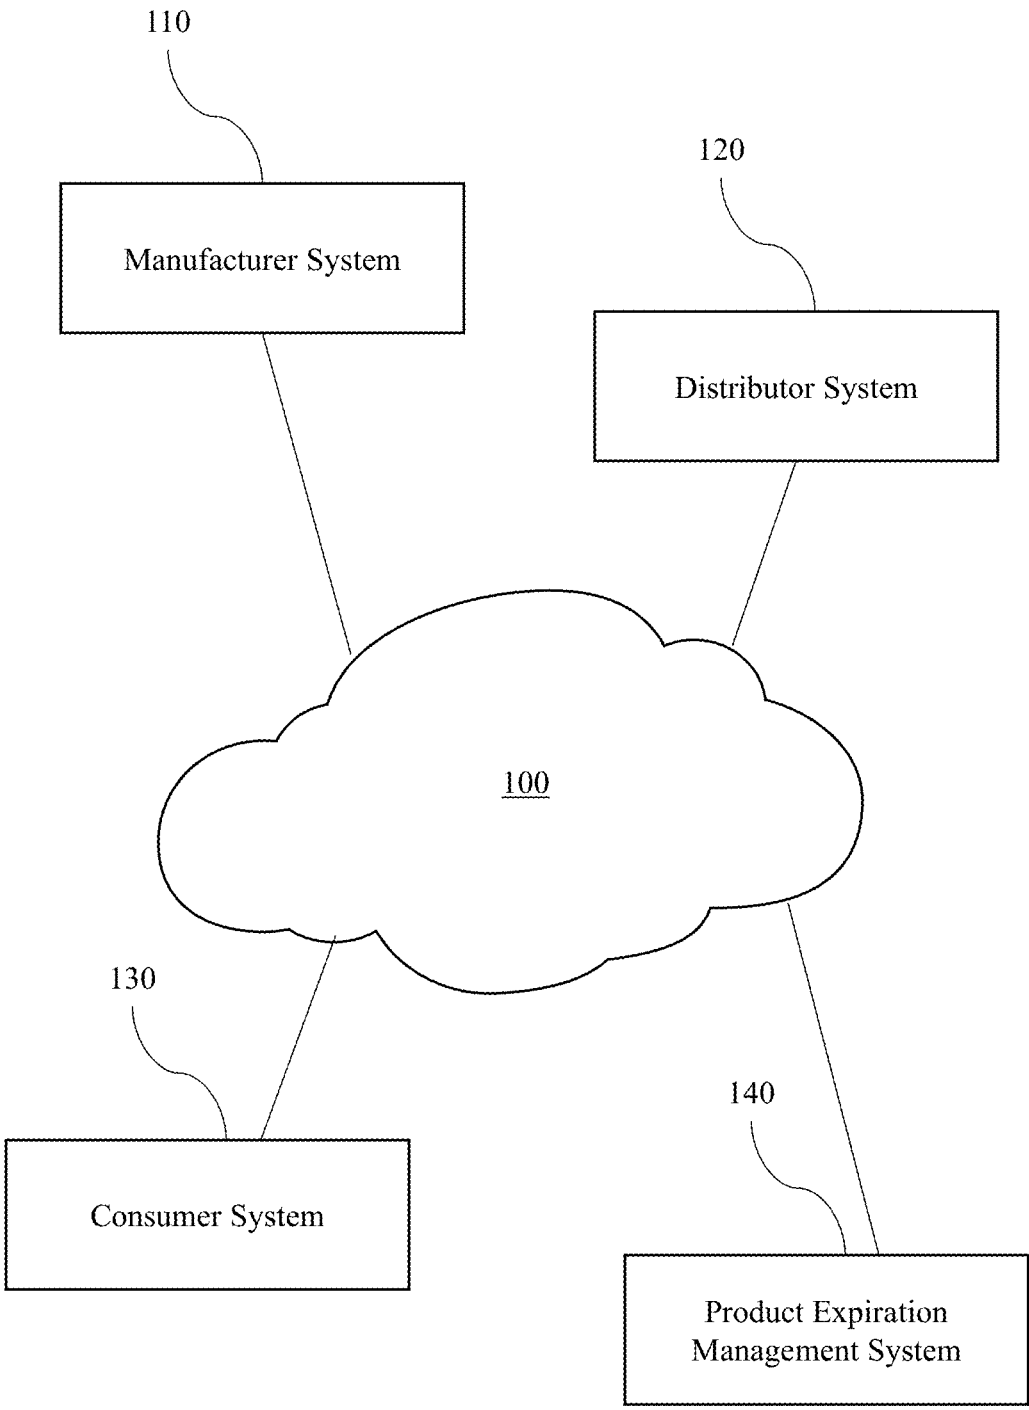 110
Manufacturer System
120
Distributor System
100
130
Consumer System
140
Product Expiration
Management System